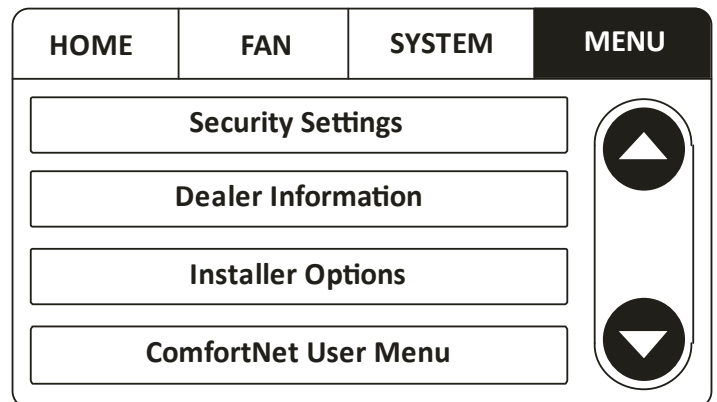 HOME FAN SYSTEM MENU
Security Settings
Dealer Information
Installer Options
ComfortNet User Menu